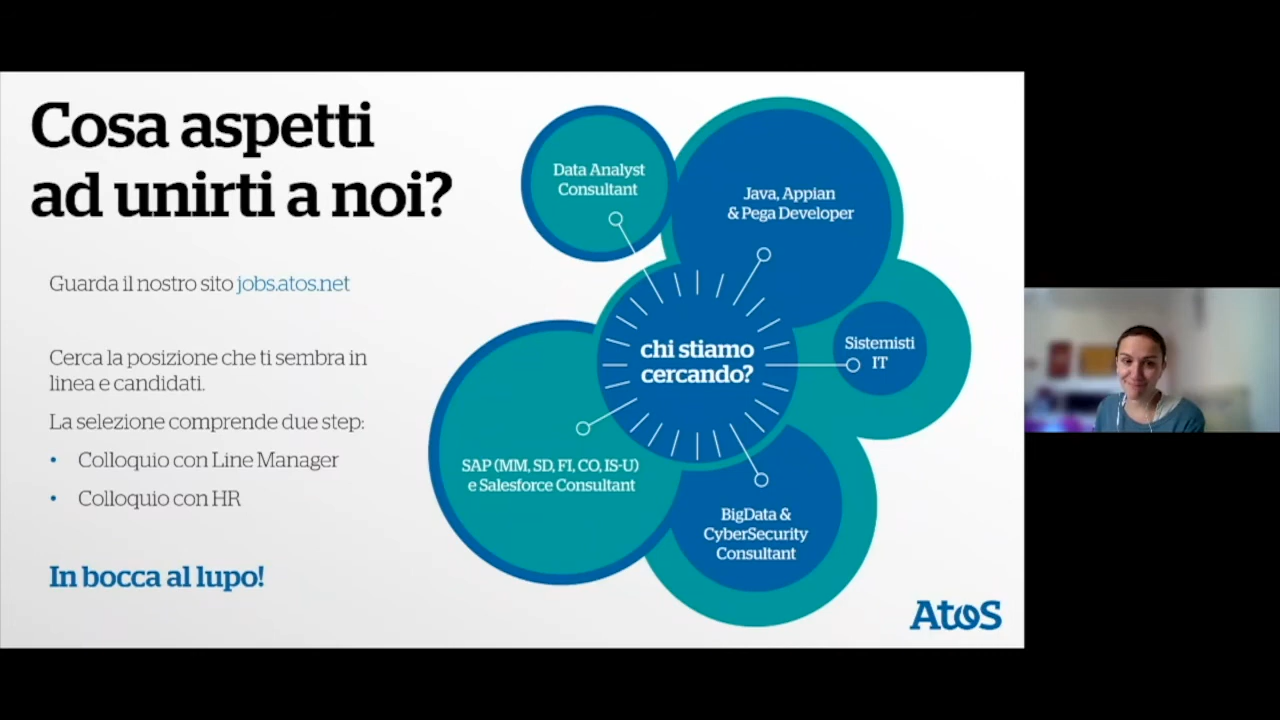 Cosa aspetti
ad unirti a noi?
Guarda il nostro sito jobs.atos.net
Cerca la posizione che ti sembra in
linea e candidati.
La selezione comprende due step:
• Colloquio con Line Manager
• Colloquio con HR
In bocca al lupo!
Data Analyst
Consultant
Java, Appian
& Pega Developer
chi stiamo
cercando?
Sistemisti
IT
SAP (MM, SD, FI, CO, IS-U)
e Salesforce Consultant
BigData &
CyberSecurity
Consultant
Atos